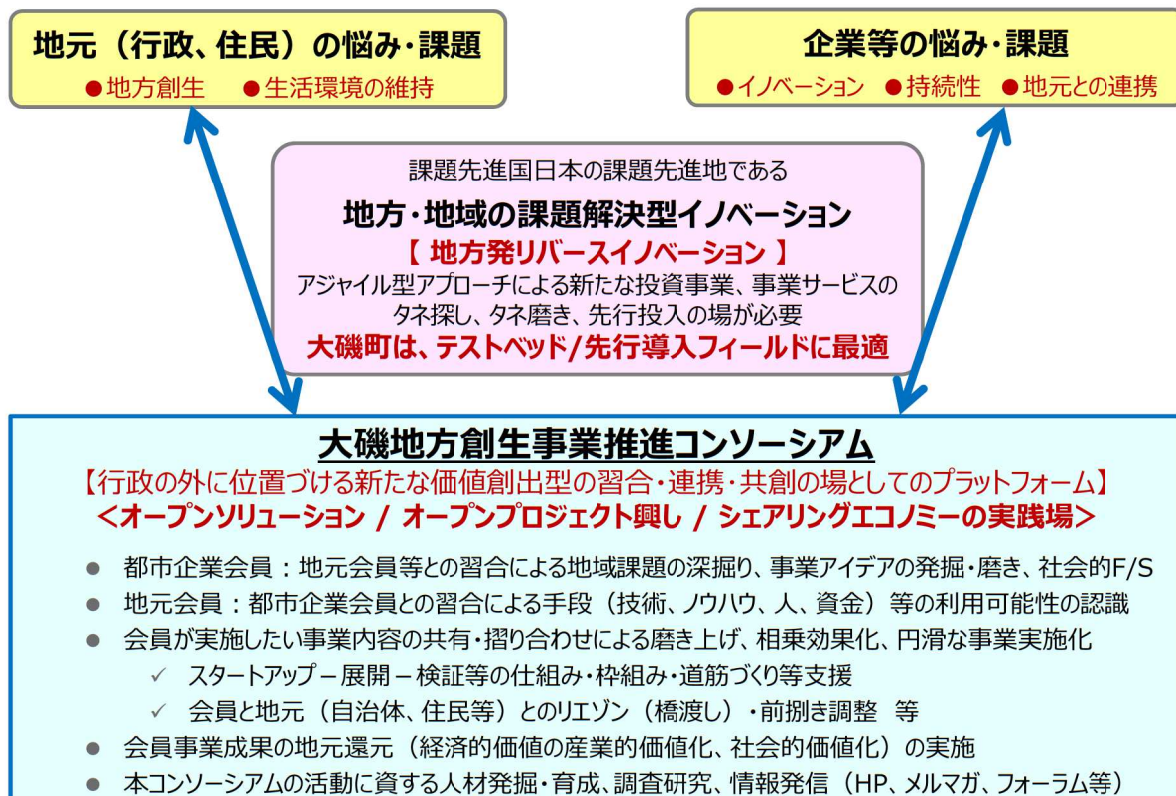 地元（行政、住民）の悩み・課題
●地方創生　●生活環境の維持
企業等の悩み・課題
●イノベーション　●持続性　●地元との連携
課題先進国日本の課題先進地である
地方・地域の課題解決型イノベーション
【 地方発リバースイノベーション 】
アジャイル型アプローチによる新たな投資事業、事業サービスの
タネ探し、タネ磨き、先行投入の場が必要
大磯町は、テストベッド/先行導入フィールドに最適
大磯地方創生事業推進コンソーシアム
【行政の外に位置づける新たな価値創出型の習合・連携・共創の場としてのプラットフォーム】
＜オープンソリューション / オープンプロジェクト興し / シェアリングエコノミーの実践場＞
● 都市企業会員：地元会員等との習合による地域課題の深掘り、事業アイデアの発掘・磨き、社会的F/S
● 地元会員：都市企業会員との習合による手段（技術、ノウハウ、人、資金）等の利用可能性の認識
● 会員が実施したい事業内容の共有・摺り合わせによる磨き上げ、相乗効果化、円滑な事業実施化
✓ スタートアップ－展開－検証等の仕組み・枠組み・道筋づくり等支援
✓ 会員と地元（自治体、住民等）とのリエゾン（橋渡し）・前捌き調整　等
● 会員事業成果の地元還元（経済的価値の産業的価値化、社会的価値化）の実施
● 本コンソーシアムの活動に資する人材発掘・育成、調査研究、情報発信（HP、メルマガ、フォーラム等）